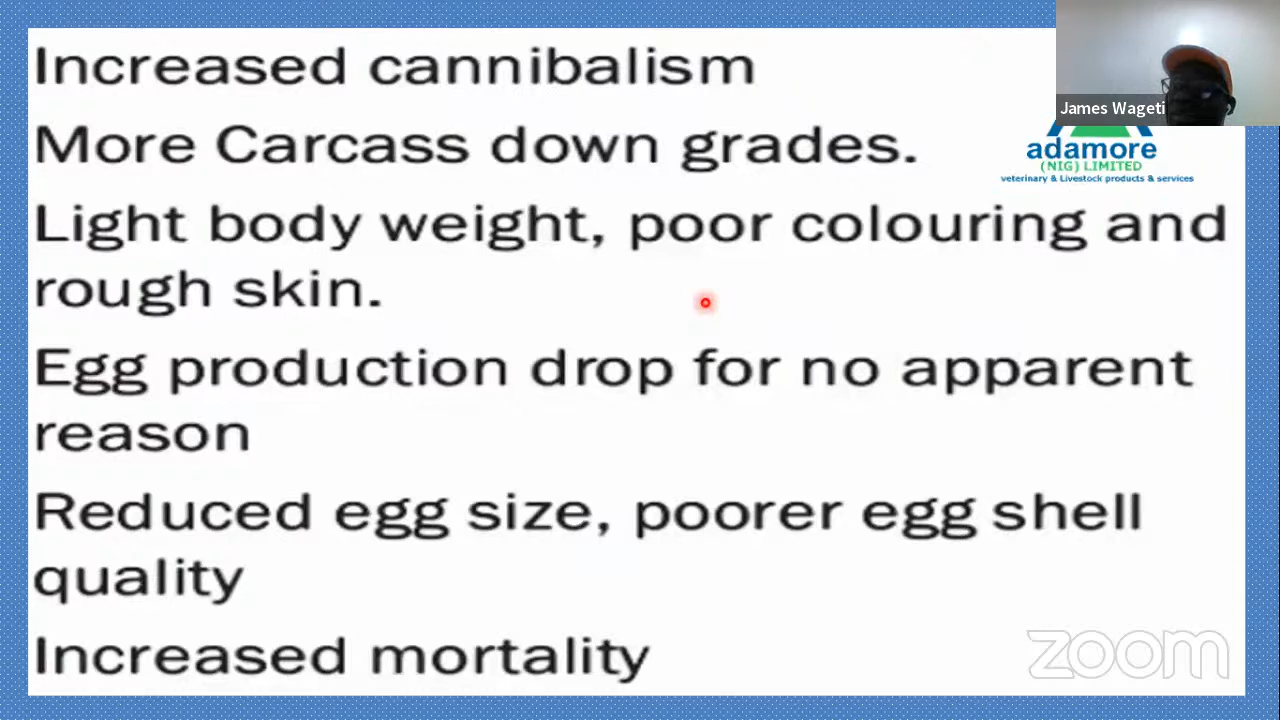 Increased cannibalism
James Wageti
More Carcass down grades.
adamore
(NIG) LIMITED
veterinary & Livestock products & services
Light body weight, poor colouring and
rough skin.
Egg production drop for no apparent
reason
Reduced egg size, poorer egg shell
quality
Increased mortality
zoom